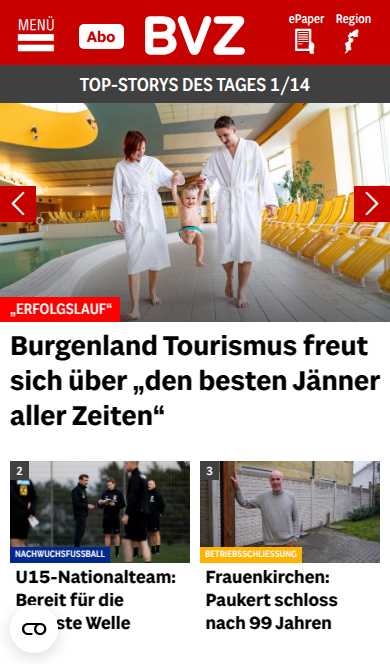 MENÜ
Abo
BVZ
ePaper
Region
TOP-STORYS DES TAGES 1/14
„ERFOLGSLAUF“
Burgenland Tourismus freut
sich über „den besten Jänner
aller Zeiten“
2
NACHWUCHSFUSSBALL
U15-Nationalteam:
Bereit für die
ste Welle
3
BETRIEBSSCHLIESSUNG
Frauenkirchen:
Paukert schloss
nach 99 Jahren